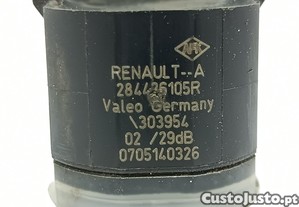 RENAULT--A
284426105R
Valeo Germany
\303954
02 /29dB
0705140326
CustoJusto.pt